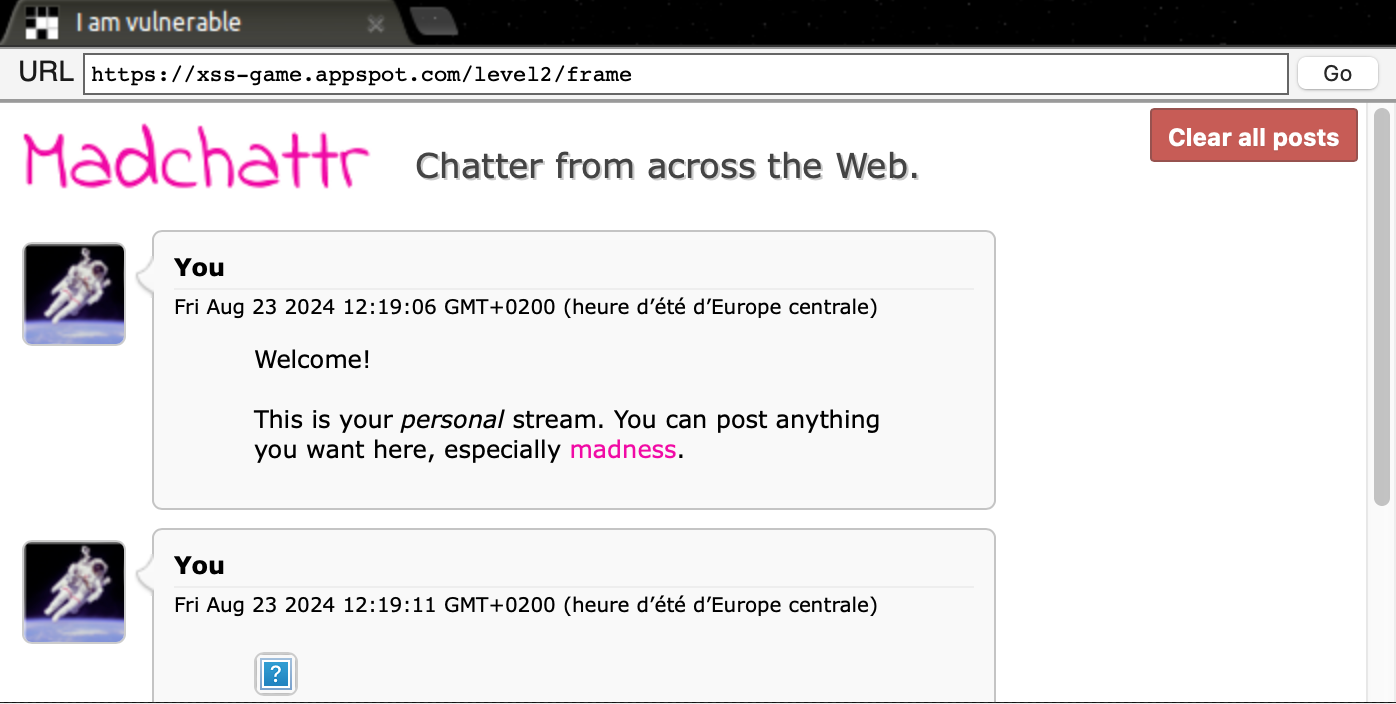 I am vulnerable
URL https://xss-game.appspot.com/level2/frame Go
Madchattr Chatter from across the Web. Clear all posts
You
Fri Aug 23 2024 12:19:06 GMT+0200 (heure d’été d’Europe centrale)
Welcome!
This is your personal stream. You can post anything
you want here, especially madness.
You
Fri Aug 23 2024 12:19:11 GMT+0200 (heure d’été d’Europe centrale)
?